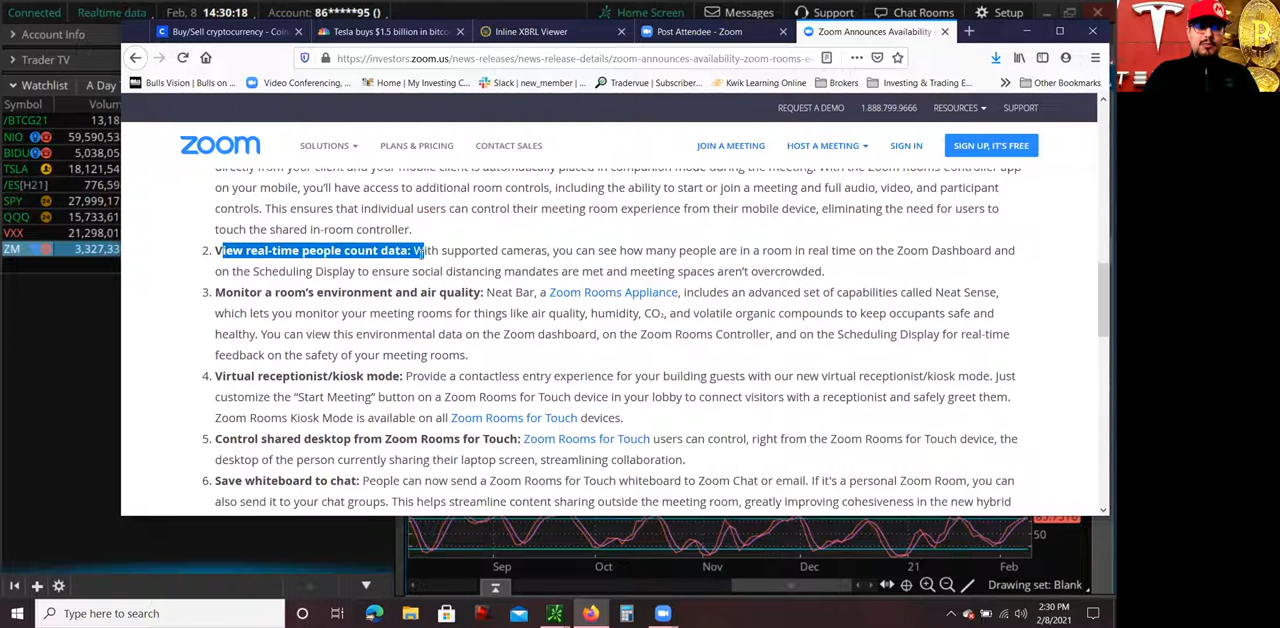 Connected Realtime data Feb, 8 14:30:18 Account: 86*****95 () Home Screen Messages Support Chat Rooms Setup
Account Info
Trader TV
Watchlist A Day
Symbol Volum
/BTCG21 13,18
NIO 59,590,53
BIDU 5,038,05
TSLA 18,121,54
/ES[H21] 776,59
SPY 27,999,17
QQQ 15,733,61
VXX 21,298,01
ZM 3,327,33
Buy/Sell cryptocurrency - Coin Tesla buys $1.5 billion in bitco Inline XBRL Viewer Post Attendee - Zoom Zoom Announces Availability
https://investors.zoom.us/news-releases/news-release-details/zoom-announces-availability-zoom-rooms-e
Bulls Vision | Bulls on ... Video Conferencing, ... Home | My Investing C... Slack | new_member | ... Tradervue | Subscriber... Kwik Learning Online Brokers Investing & Trading E... Other Bookmarks
REQUEST A DEMO 1.888.799.9666 RESOURCES SUPPORT
zoom SOLUTIONS PLANS & PRICING CONTACT SALES JOIN A MEETING HOST A MEETING SIGN IN SIGN UP, IT'S FREE
directly from your client and your mobile client is automatically placed in companion mode during the meeting. With the Zoom Rooms Controller app
on your mobile, you'll have access to additional room controls, including the ability to start or join a meeting and full audio, video, and participant
controls. This ensures that individual users can control their meeting room experience from their mobile device, eliminating the need for users to
touch the shared in-room controller.
2. View real-time people count data: With supported cameras, you can see how many people are in a room in real time on the Zoom Dashboard and
on the Scheduling Display to ensure social distancing mandates are met and meeting spaces aren't overcrowded.
3. Monitor a room's environment and air quality: Neat Bar, a Zoom Rooms Appliance, includes an advanced set of capabilities called Neat Sense,
which lets you monitor your meeting rooms for things like air quality, humidity, CO₂, and volatile organic compounds to keep occupants safe and
healthy. You can view this environmental data on the Zoom dashboard, on the Zoom Rooms Controller, and on the Scheduling Display for real-time
feedback on the safety of your meeting rooms.
4. Virtual receptionist/kiosk mode: Provide a contactless entry experience for your building guests with our new virtual receptionist/kiosk mode. Just
customize the “Start Meeting” button on a Zoom Rooms for Touch device in your lobby to connect visitors with a receptionist and safely greet them.
Zoom Rooms Kiosk Mode is available on all Zoom Rooms for Touch devices.
5. Control shared desktop from Zoom Rooms for Touch: Zoom Rooms for Touch users can control, right from the Zoom Rooms for Touch device, the
desktop of the person currently sharing their laptop screen, streamlining collaboration.
6. Save whiteboard to chat: People can now send a Zoom Rooms for Touch whiteboard to Zoom Chat or email. If it's a personal Zoom Room, you can
also send it to your chat groups. This helps streamline content sharing outside the meeting room, greatly improving cohesiveness in the new hybrid
50
Sep Oct Nov Dec 21 Feb
Drawing set: Blank
Type here to search
2:30 PM
2/8/2021